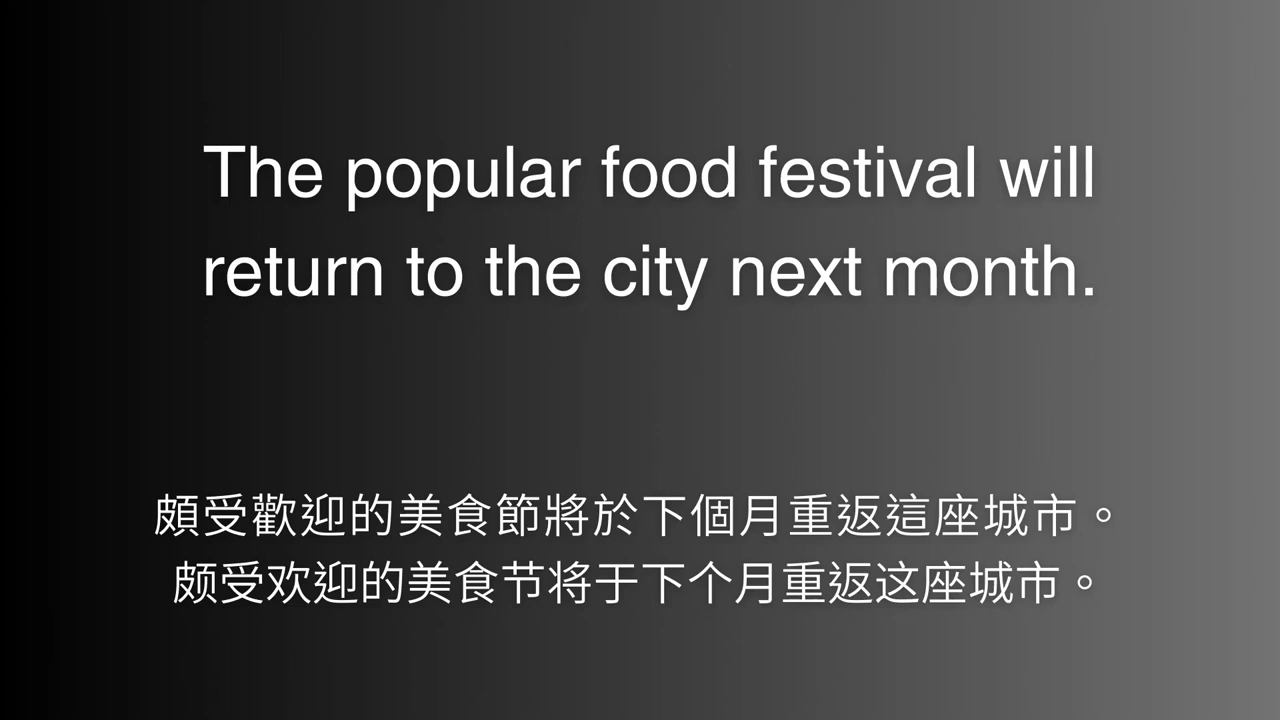 The popular food festival will
return to the city next month.
頗受歡迎的美食節將於下個月重返這座城市。
颇受欢迎的美食节将于下个月重返这座城市。